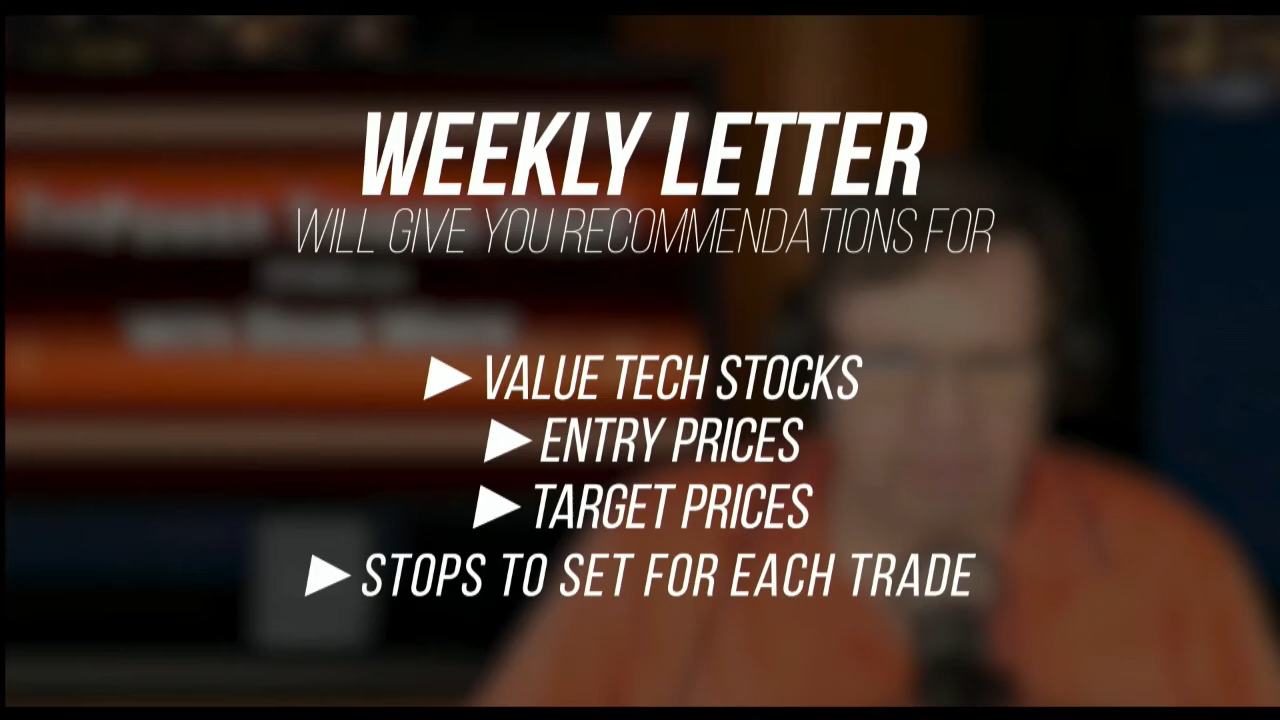 WEEKLY LETTER
WILL GIVE YOU RECOMMENDATIONS FOR
▶ VALUE TECH STOCKS
▶ ENTRY PRICES
▶ TARGET PRICES
▶ STOPS TO SET FOR EACH TRADE